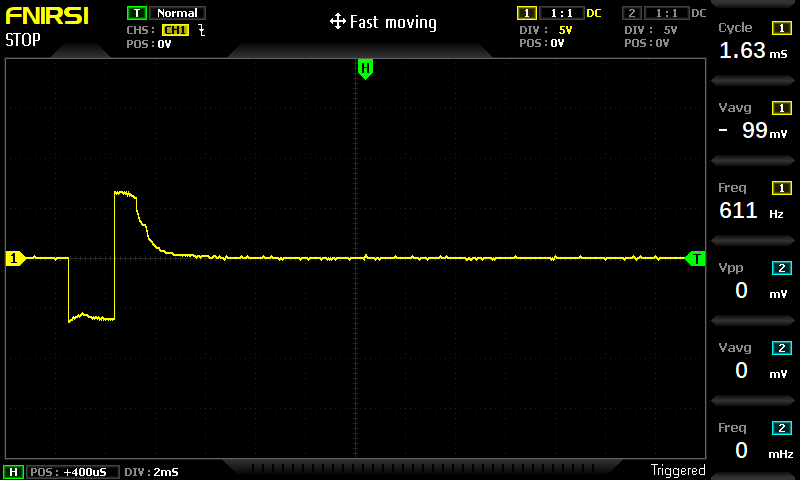 FNIRSI
STOP
T Normal
CHS: CH1
POS: 0V
Fast moving
1 1:1 DC
DIV: 5V
POS: 0V
2 1:1 DC
DIV: 5V
POS: 0V
H
1
T
Cycle 1
1.63 mS
Vavg 1
- 99 mV
Freq 1
611 Hz
Vpp 2
0 mV
Vavg 2
0 mV
Freq 2
0 mHz
H POS: +400uS DIV: 2mS
Triggered